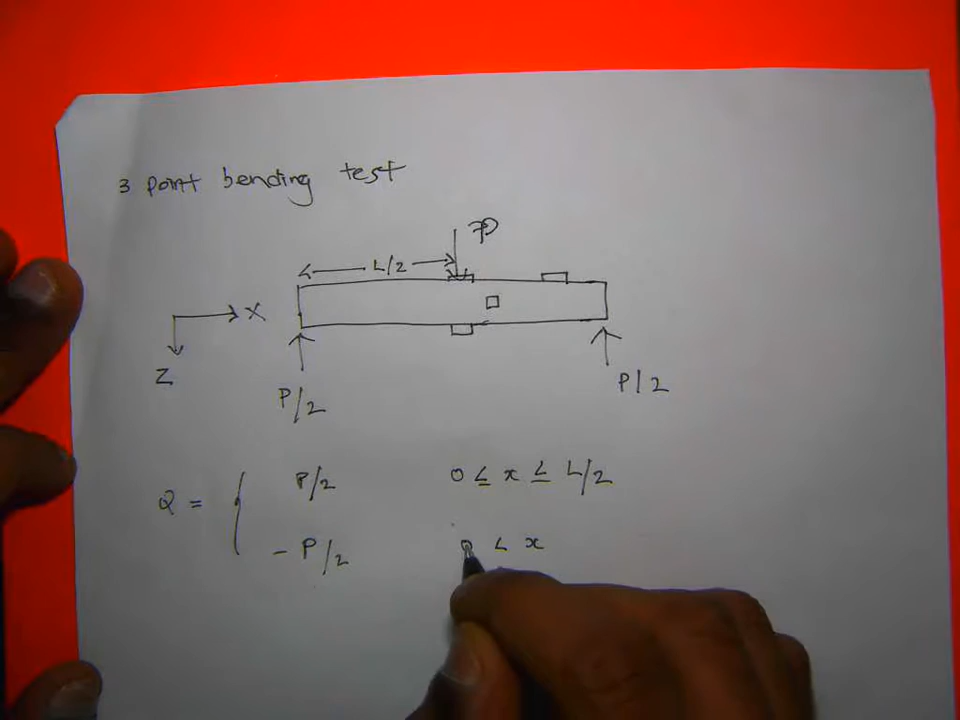 3 point bending test
P
L/2
X
Z
P/2
P/2
Q = { P/2 0 ≤ x ≤ L/2
- P/2 < x